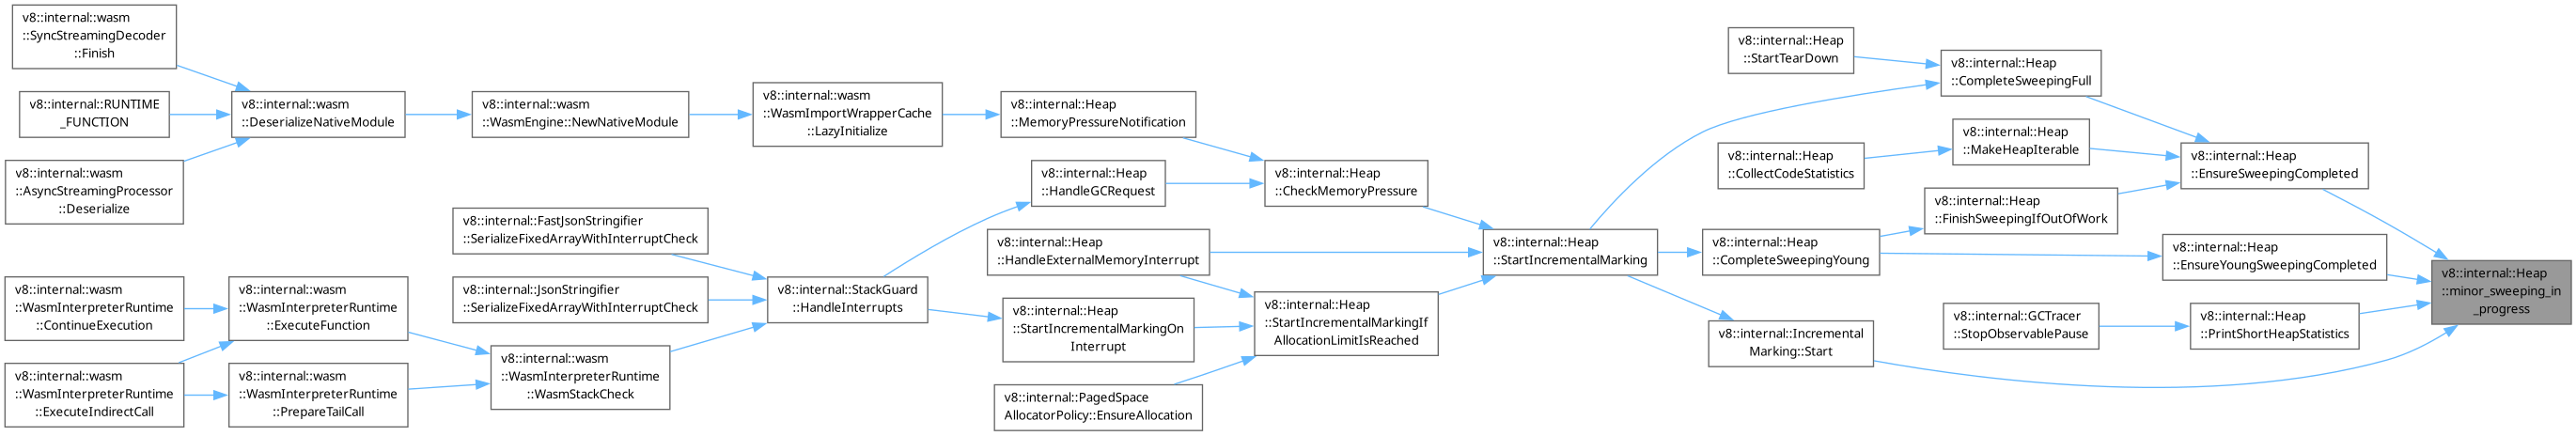 v8::internal::wasm
::SyncStreamingDecoder
::Finish
v8::internal::RUNTIME
_FUNCTION
v8::internal::wasm
::AsyncStreamingProcessor
::Deserialize
v8::internal::wasm
::DeserializeNativeModule
v8::internal::wasm
::WasmEngine::NewNativeModule
v8::internal::wasm
::WasmImportWrapperCache
::LazyInitialize
v8::internal::Heap
::MemoryPressureNotification
v8::internal::Heap
::HandleGCRequest
v8::internal::Heap
::CheckMemoryPressure
v8::internal::FastJsonStringifier
::SerializeFixedArrayWithInterruptCheck
v8::internal::JsonStringifier
::SerializeFixedArrayWithInterruptCheck
v8::internal::wasm
::WasmInterpreterRuntime
::ContinueExecution
v8::internal::wasm
::WasmInterpreterRuntime
::ExecuteFunction
v8::internal::wasm
::WasmInterpreterRuntime
::ExecuteIndirectCall
v8::internal::wasm
::WasmInterpreterRuntime
::PrepareTailCall
v8::internal::wasm
::WasmInterpreterRuntime
::WasmStackCheck
v8::internal::StackGuard
::HandleInterrupts
v8::internal::Heap
::HandleExternalMemoryInterrupt
v8::internal::Heap
::StartIncrementalMarkingOn
Interrupt
v8::internal::PagedSpace
AllocatorPolicy::EnsureAllocation
v8::internal::Heap
::StartIncrementalMarkingIf
AllocationLimitIsReached
v8::internal::Heap
::StartIncrementalMarking
v8::internal::Heap
::StartTearDown
v8::internal::Heap
::CompleteSweepingFull
v8::internal::Heap
::CollectCodeStatistics
v8::internal::Heap
::MakeHeapIterable
v8::internal::Heap
::FinishSweepingIfOutOfWork
v8::internal::Heap
::CompleteSweepingYoung
v8::internal::Incremental
Marking::Start
v8::internal::GCTracer
::StopObservablePause
v8::internal::Heap
::EnsureSweepingCompleted
v8::internal::Heap
::EnsureYoungSweepingCompleted
v8::internal::Heap
::PrintShortHeapStatistics
v8::internal::Heap
::minor_sweeping_in
_progress